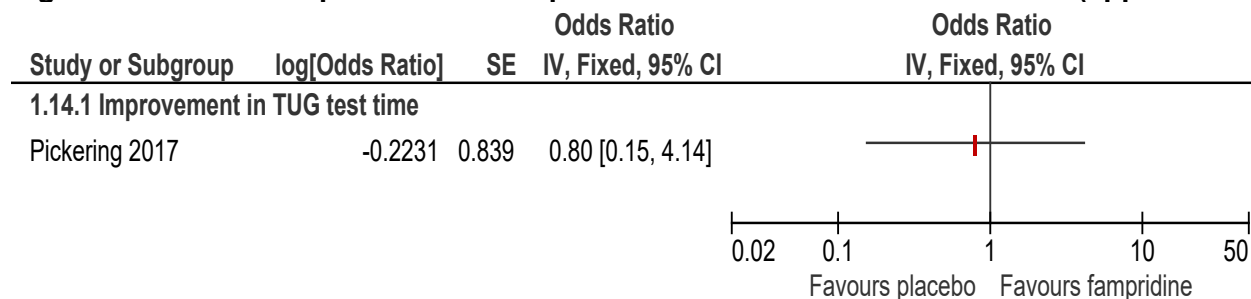 Odds Ratio Odds Ratio
Study or Subgroup log[Odds Ratio] SE IV, Fixed, 95% CI IV, Fixed, 95% CI
1.14.1 Improvement in TUG test time
Pickering 2017 -0.2231 0.839 0.80 [0.15, 4.14]
0.02 0.1 1 10 50
Favours placebo Favours fampridine